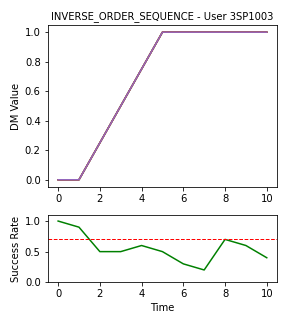 INVERSE_ORDER_SEQUENCE - User 3SP1003
1.0
0.8
0.6
0.4
0.2
0.0
DM Value
0 2 4 6 8 10
1.0
0.5
0.0
Success Rate
0 2 4 6 8 10
Time